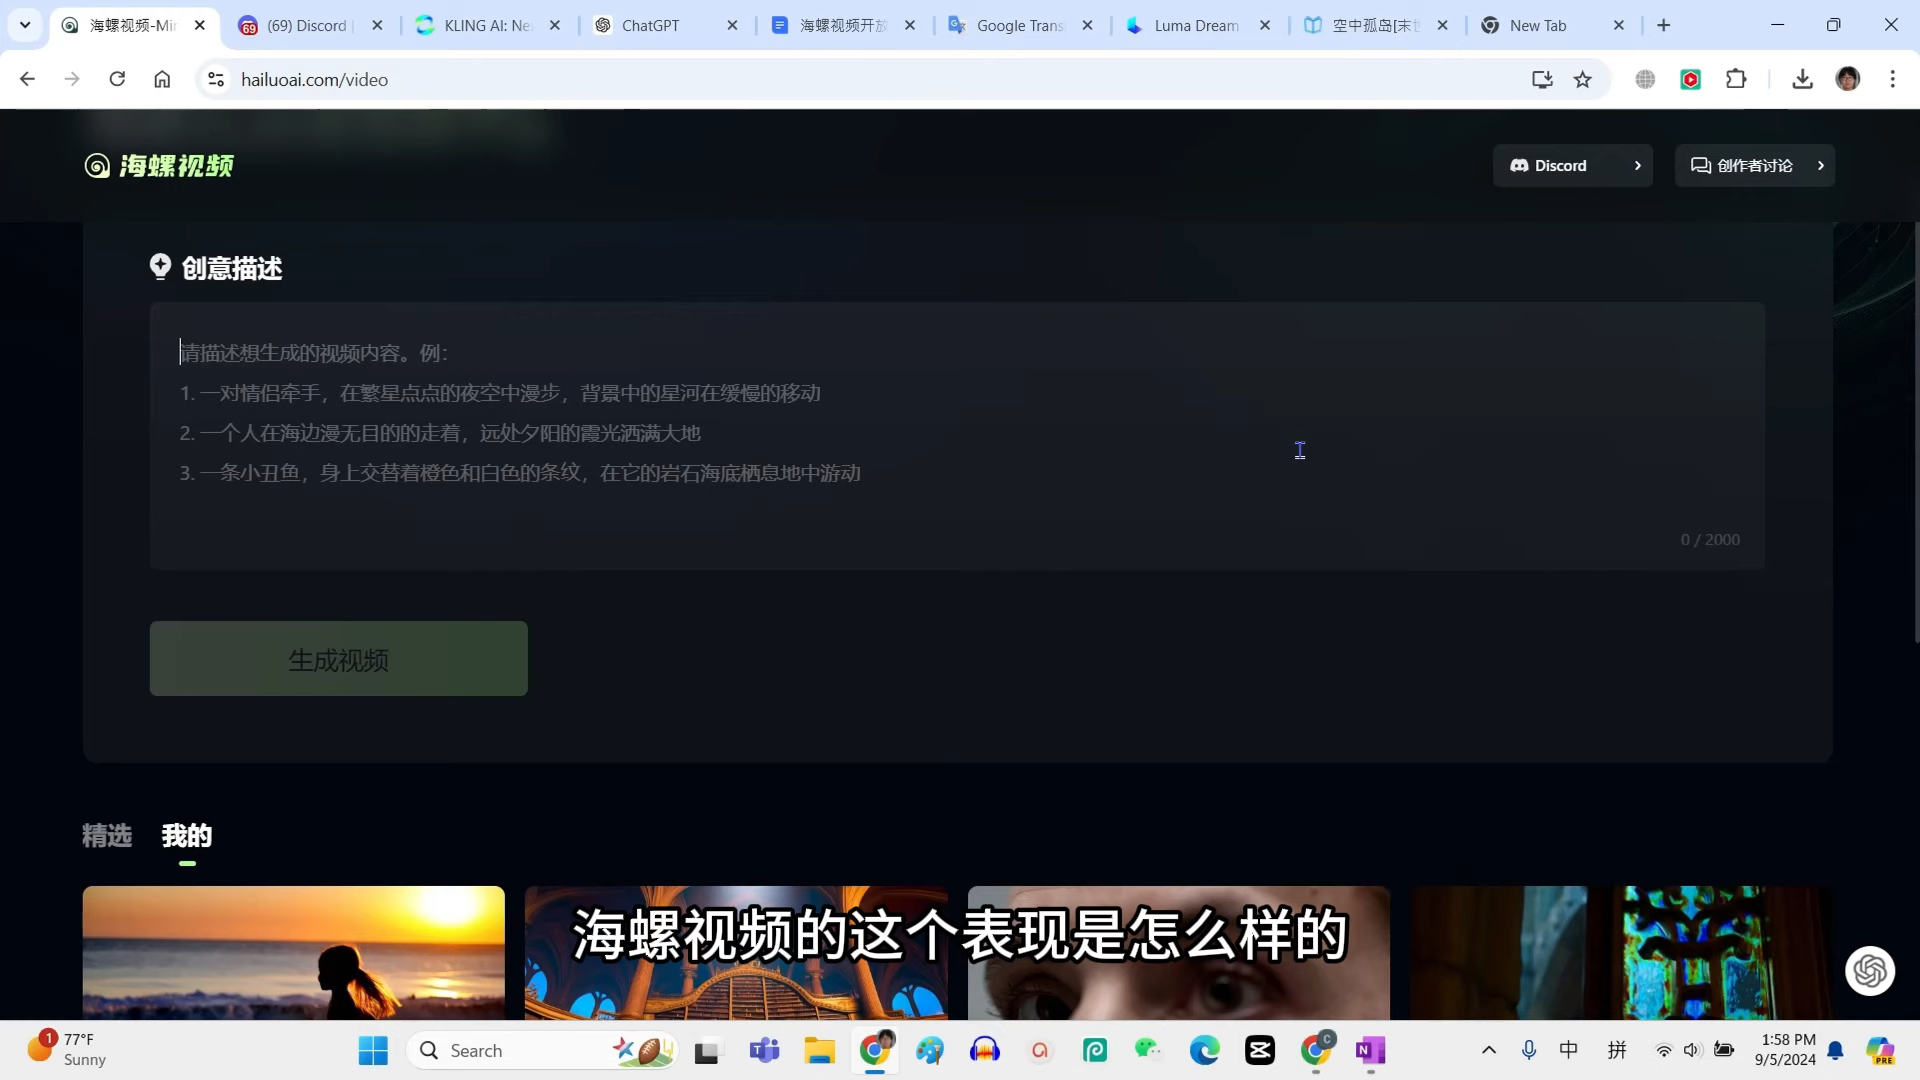 海螺视频-Min
69
(69) Discord |
KLING AI: Ne
ChatGPT
海螺视频开放
Google Trans
Luma Dream
空中孤岛[末世
New Tab
hailuoai.com/video
海螺视频
Discord
创作者讨论
创意描述
请描述想生成的视频内容。例：
1. 一对情侣牵手，在繁星点点的夜空中漫步，背景中的星河在缓慢的移动
2. 一个人在海边漫无目的的走着，远处夕阳的霞光洒满大地
3. 一条小丑鱼，身上交替着橙色和白色的条纹，在它的岩石海底栖息地中游动
0 / 2000
生成视频
精选
我的
海螺视频的这个表现是怎么样的
1
77°F
Sunny
Search
C
中
拼
1:58 PM
9/5/2024
PRE